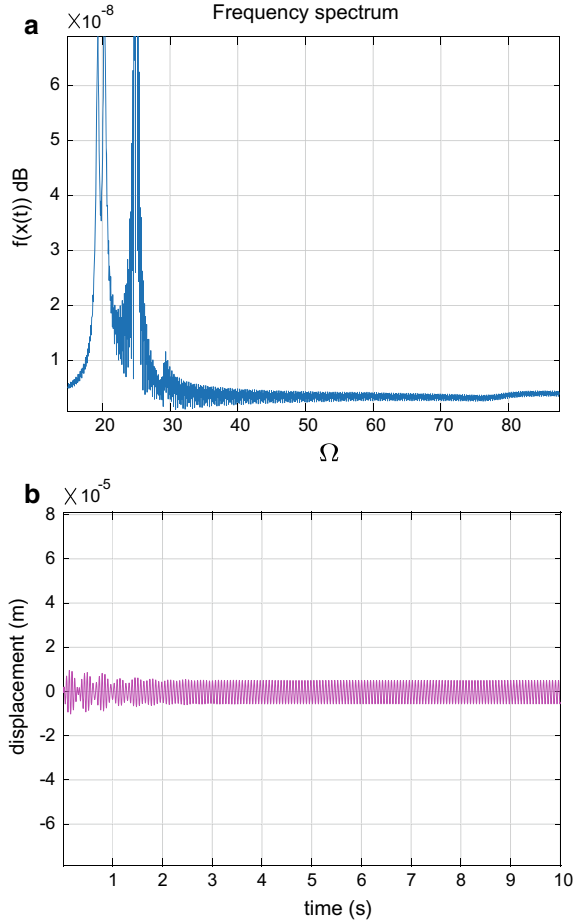 a
Frequency spectrum
×10-8
f(x(t)) dB
6
5
4
3
2
1
20 30 40 50 60 70 80
Ω
b
×10-5
displacement (m)
8
6
4
2
0
-2
-4
-6
1 2 3 4 5 6 7 8 9 10
time (s)